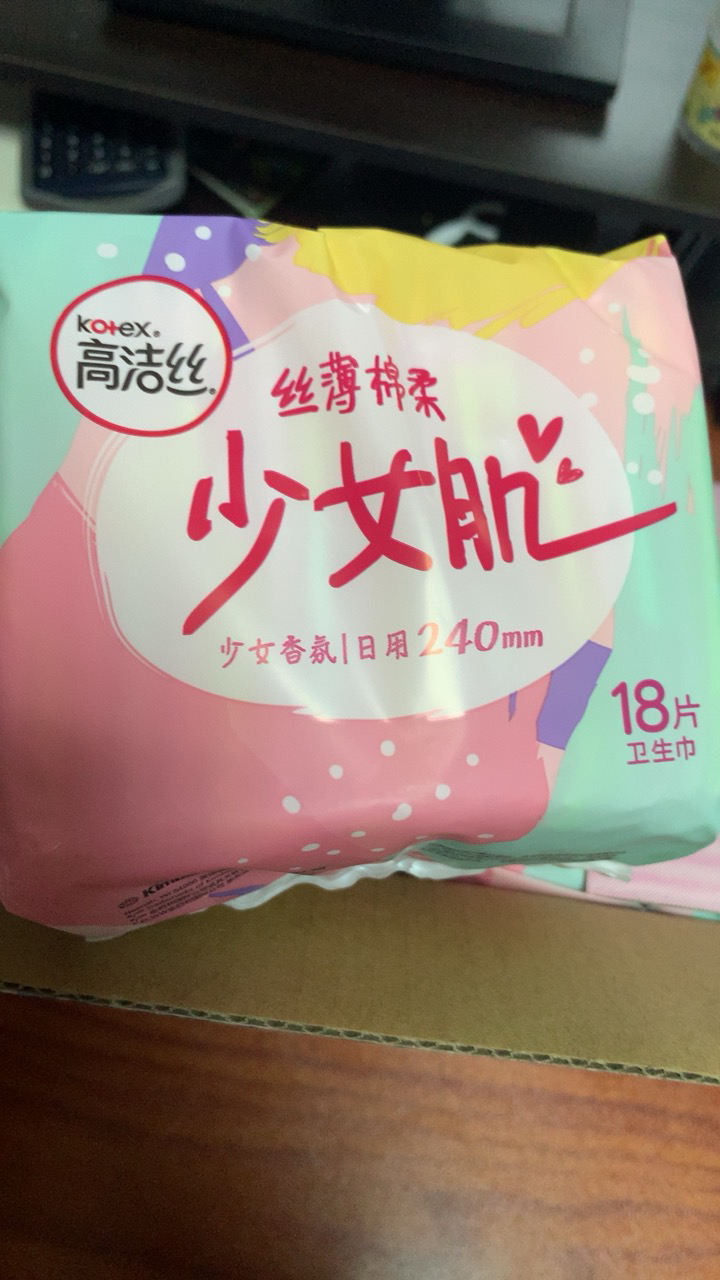 kotex®
高洁丝®
丝薄棉柔
少女肌
少女香氛|日用240mm
18片
卫生巾